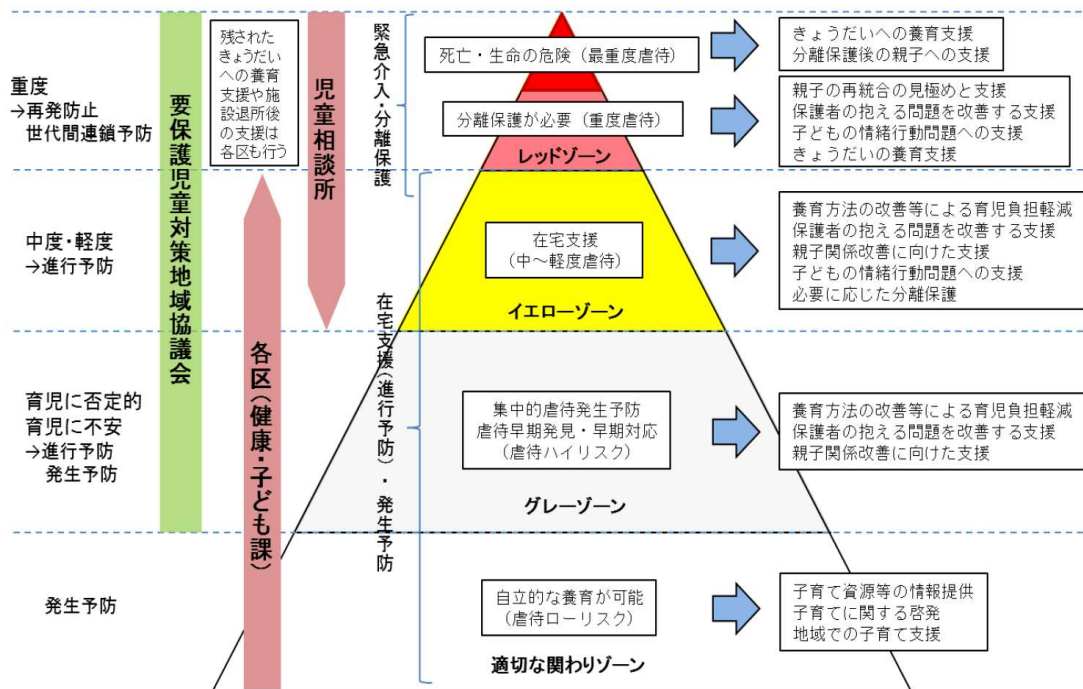 重度
→再発防止
世代間連鎖予防
中度・軽度
→進行予防
育児に否定的
育児に不安
→進行予防
発生予防
発生予防
要保護児童対策地域協議会
残された
きょうだい
への養育
支援や施
設退所後
の支援は
各区も行う
児童相談所
各区(健康・子ども課)
緊急介入・分離保護
在宅支援(進行予防)・発生予防
死亡・生命の危険(最重度虐待)
分離保護が必要(重度虐待)
レッドゾーン
在宅支援
(中~軽度虐待)
イエローゾーン
集中的虐待発生予防
虐待早期発見・早期対応
(虐待ハイリスク)
グレーゾーン
自立的な養育が可能
(虐待ローリスク)
適切な関わりゾーン
きょうだいへの養育支援
分離保護後の親子への支援
親子の再統合の見極めと支援
保護者の抱える問題を改善する支援
子どもの情緒行動問題への支援
きょうだいの養育支援
養育方法の改善等による育児負担軽減
保護者の抱える問題を改善する支援
親子関係改善に向けた支援
子どもの情緒行動問題への支援
必要に応じた分離保護
養育方法の改善等による育児負担軽減
保護者の抱える問題を改善する支援
親子関係改善に向けた支援
子育て資源等の情報提供
子育てに関する啓発
地域での子育て支援